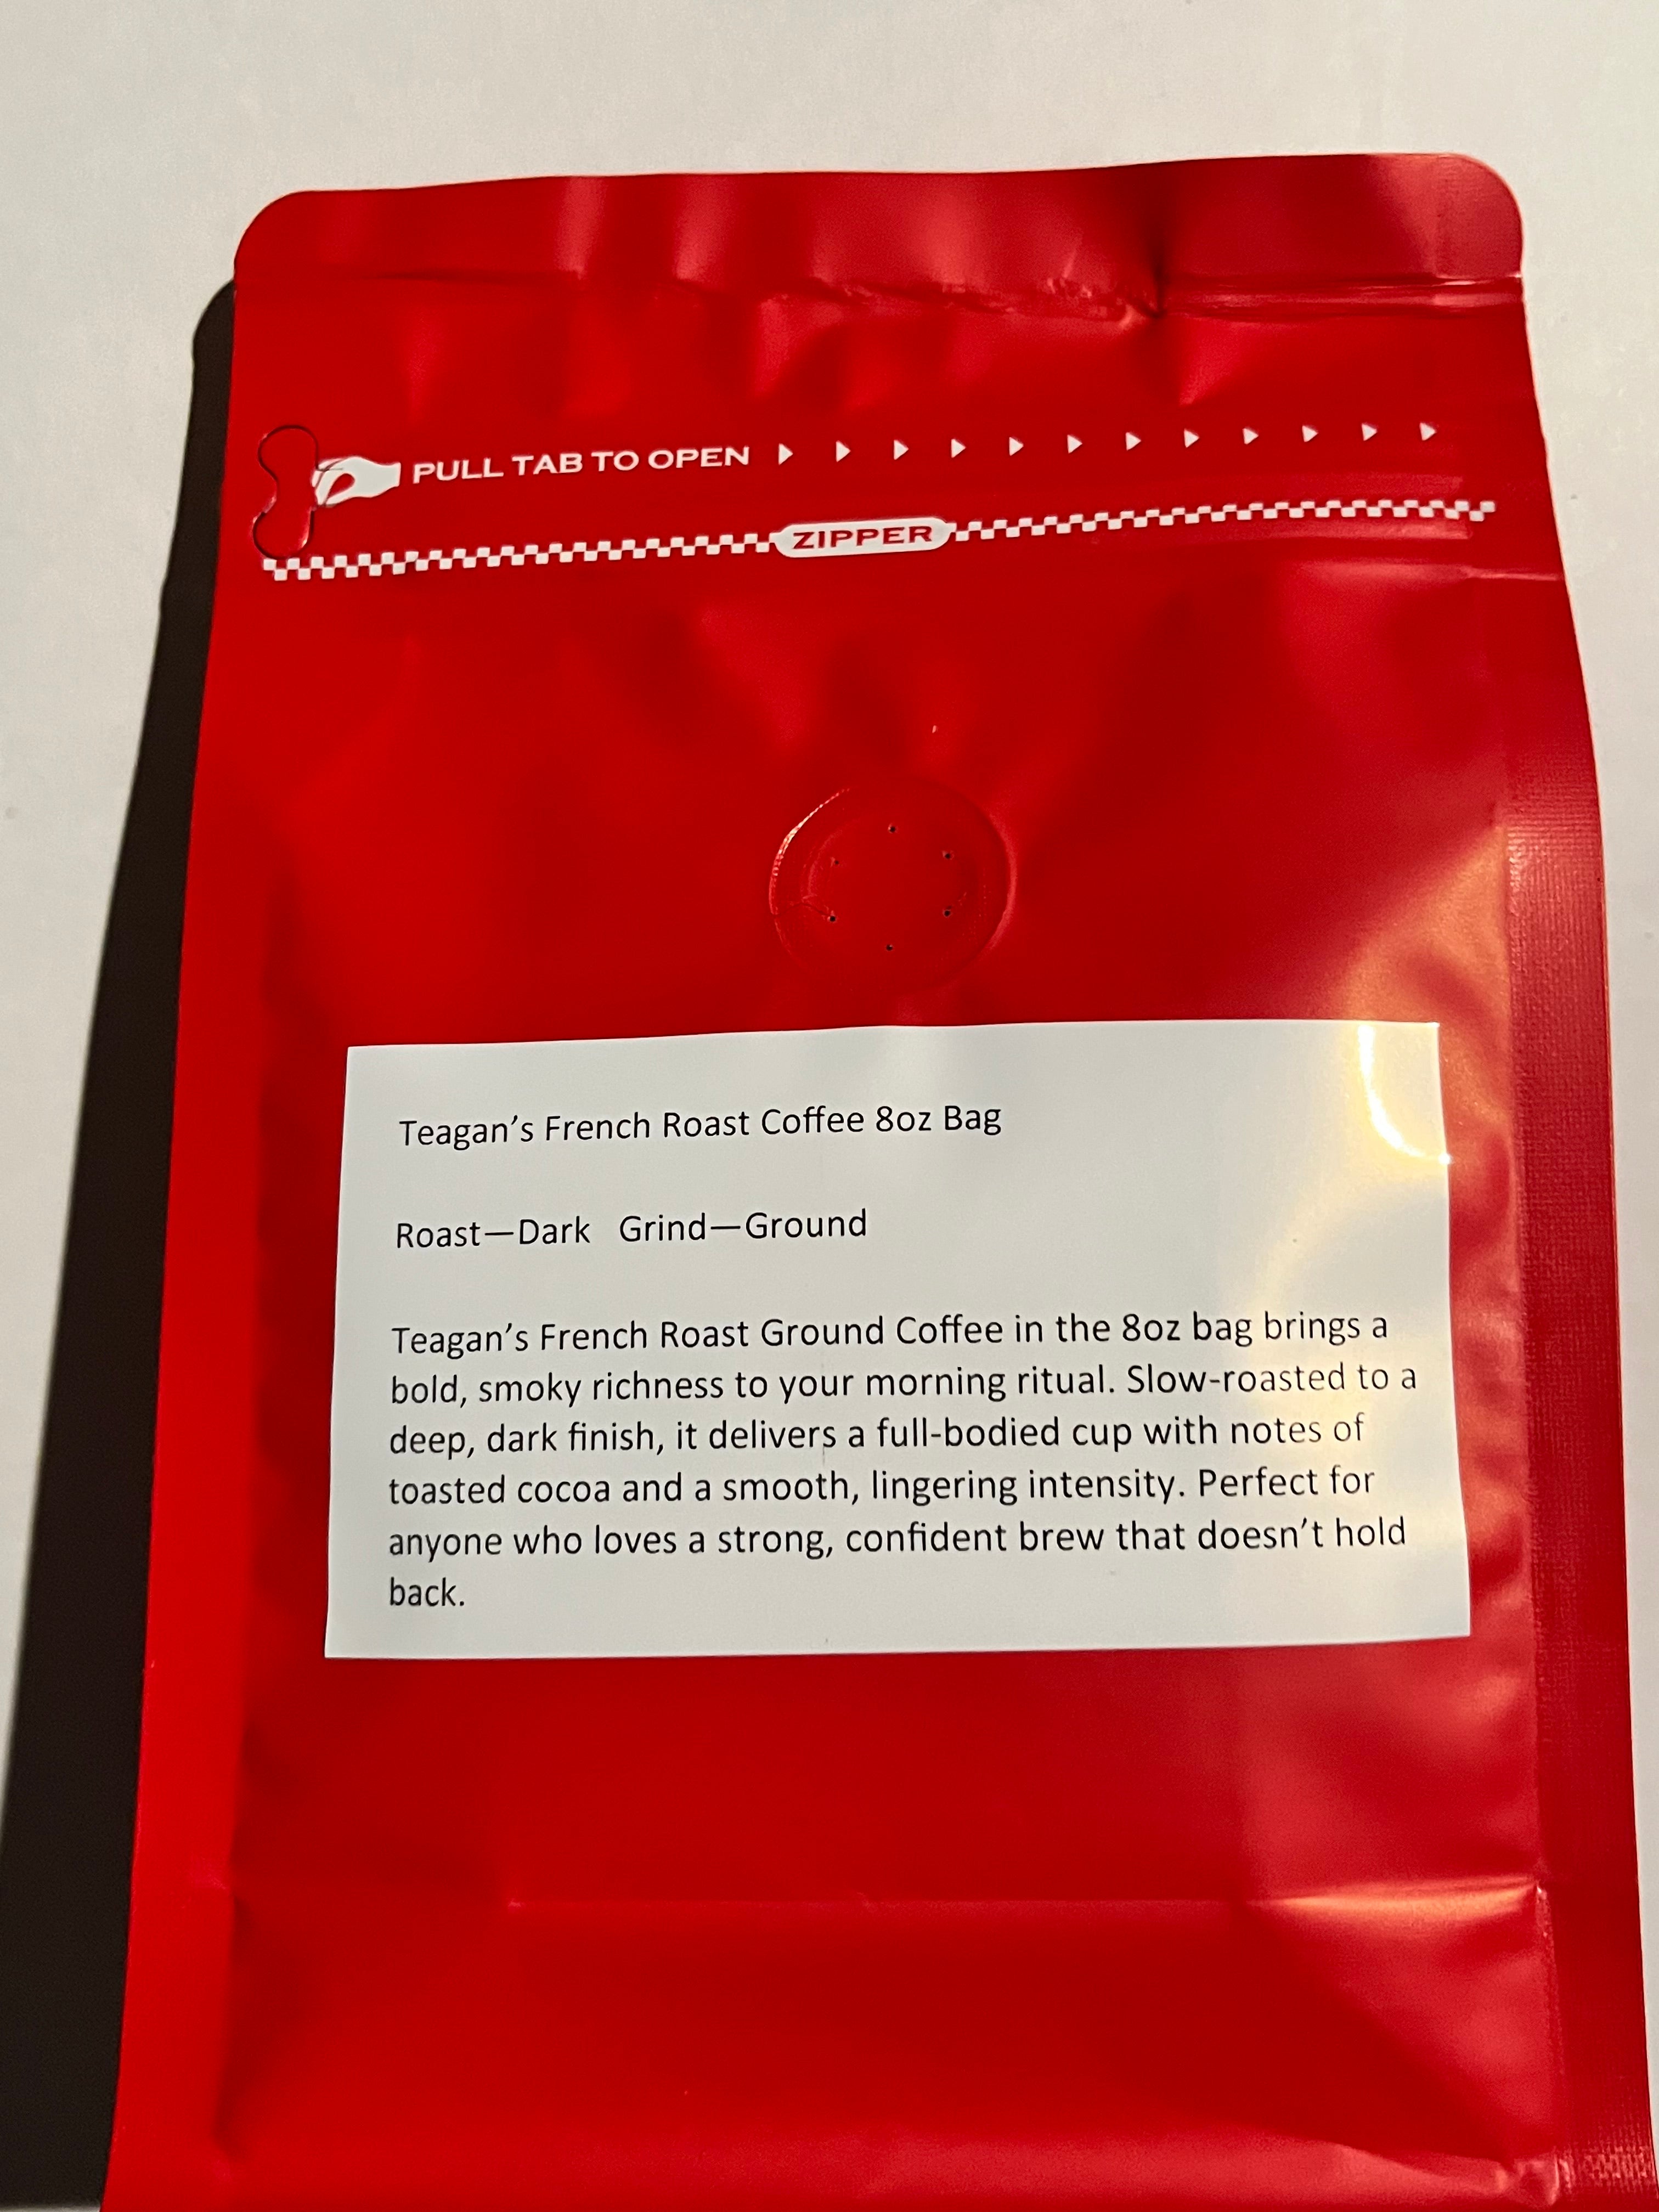 PULL TAB TO OPEN
ZIPPER
Teagan’s French Roast Coffee 8oz Bag
Roast—Dark   Grind—Ground
Teagan’s French Roast Ground Coffee in the 8oz bag brings a
bold, smoky richness to your morning ritual. Slow-roasted to a
deep, dark finish, it delivers a full-bodied cup with notes of
toasted cocoa and a smooth, lingering intensity. Perfect for
anyone who loves a strong, confident brew that doesn’t hold
back.